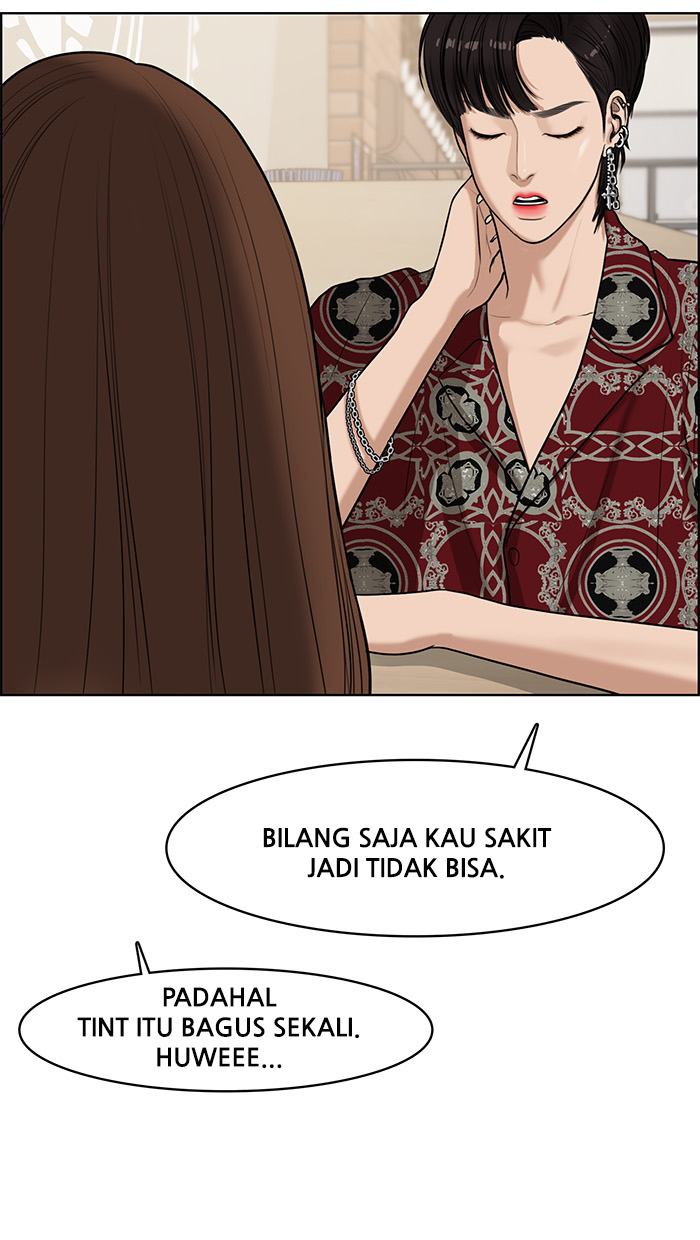 BILANG SAJA KAU SAKIT
JADI TIDAK BISA.
PADAHAL
TINT ITU BAGUS SEKALI.
HUWEEE...